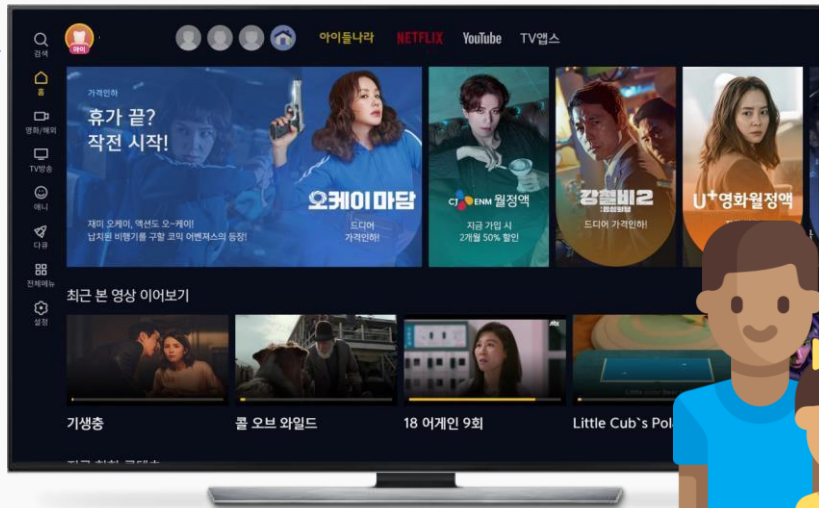 검색
마이
아이들나라
NETFLIX
YouTube
TV앱스
홈
영화/해외
TV방송
애니
다큐
전체메뉴
설정
가격인하
휴가 끝?
작전 시작!
재미 오케이, 액션도 오~케이!
납치된 비행기를 구할 코믹 어벤져스의 등장!
오케이 마담
드디어
가격인하!
CJ ENM 월정액
지금 가입 시
2개월 50% 할인
강철비2
:정상회담
드디어 가격인하!
U+영화월정액
최근 본 영상 이어보기
기생충
콜 오브 와일드
18 어게인 9회
Little Cub`s Pol